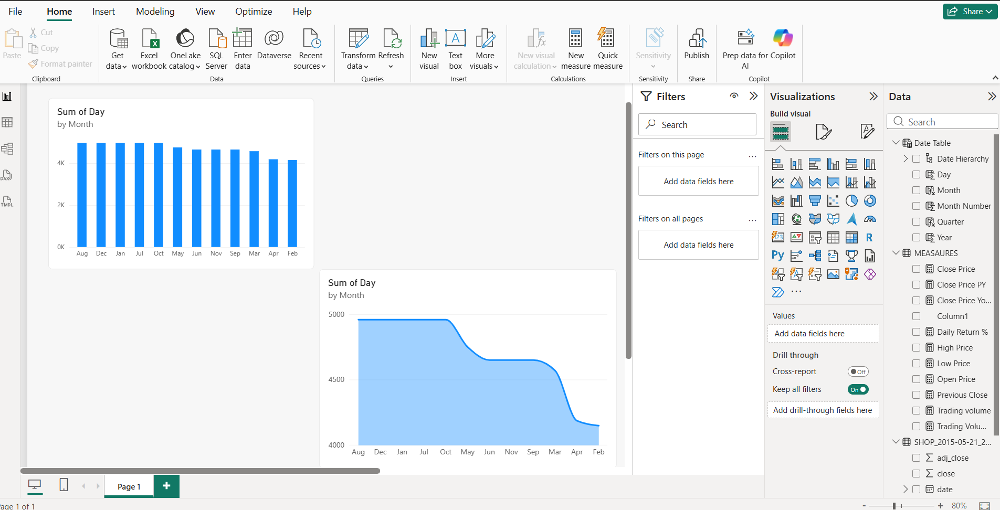 File Home Insert Modeling View Optimize Help Share
Paste Cut
Copy
Format painter
Clipboard
Get data
Excel workbook
OneLake catalog
SQL Server
Enter data
Dataverse
Recent sources
Data
Transform data
Refresh
Queries
New visual
Text box
More visuals
Insert
New visual calculation
New measure
Quick measure
Calculations
Sensitivity
Sensitivity
Publish
Share
Prep data for AI
Copilot
Copilot
DAX
TMDL
Sum of Day
by Month
4K
2K
0K
Aug Dec Jan Jul Oct May Jun Nov Sep Mar Apr Feb
Sum of Day
by Month
5000
4500
4000
Aug Dec Jan Jul Oct May Jun Nov Sep Mar Apr Feb
Filters
Search
Filters on this page ...
Add data fields here
Filters on all pages ...
Add data fields here
Visualizations
Build visual
123
R
Py
...
Values
Add data fields here
Drill through
Cross-report Off
Keep all filters On
Add drill-through fields here
Data
Search
Date Table
Date Hierarchy
Day
Month
Month Number
Quarter
Year
MEASAURES
Close Price
Close Price PY
Close Price Yo...
Column1
Daily Return %
High Price
Low Price
Open Price
Previous Close
Trading volume
Trading Volu...
SHOP_2015-05-21_2...
adj_close
close
date
Page 1
+
age 1 of 1
- + 80%